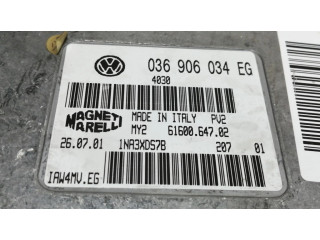 036 906 034 EG
4030
MAGNETI MARELLI
MADE IN ITALY PV2
MY2 61600.647.02
26.07.01 1NA3XDS7B 207 01
IAW4MV.EG